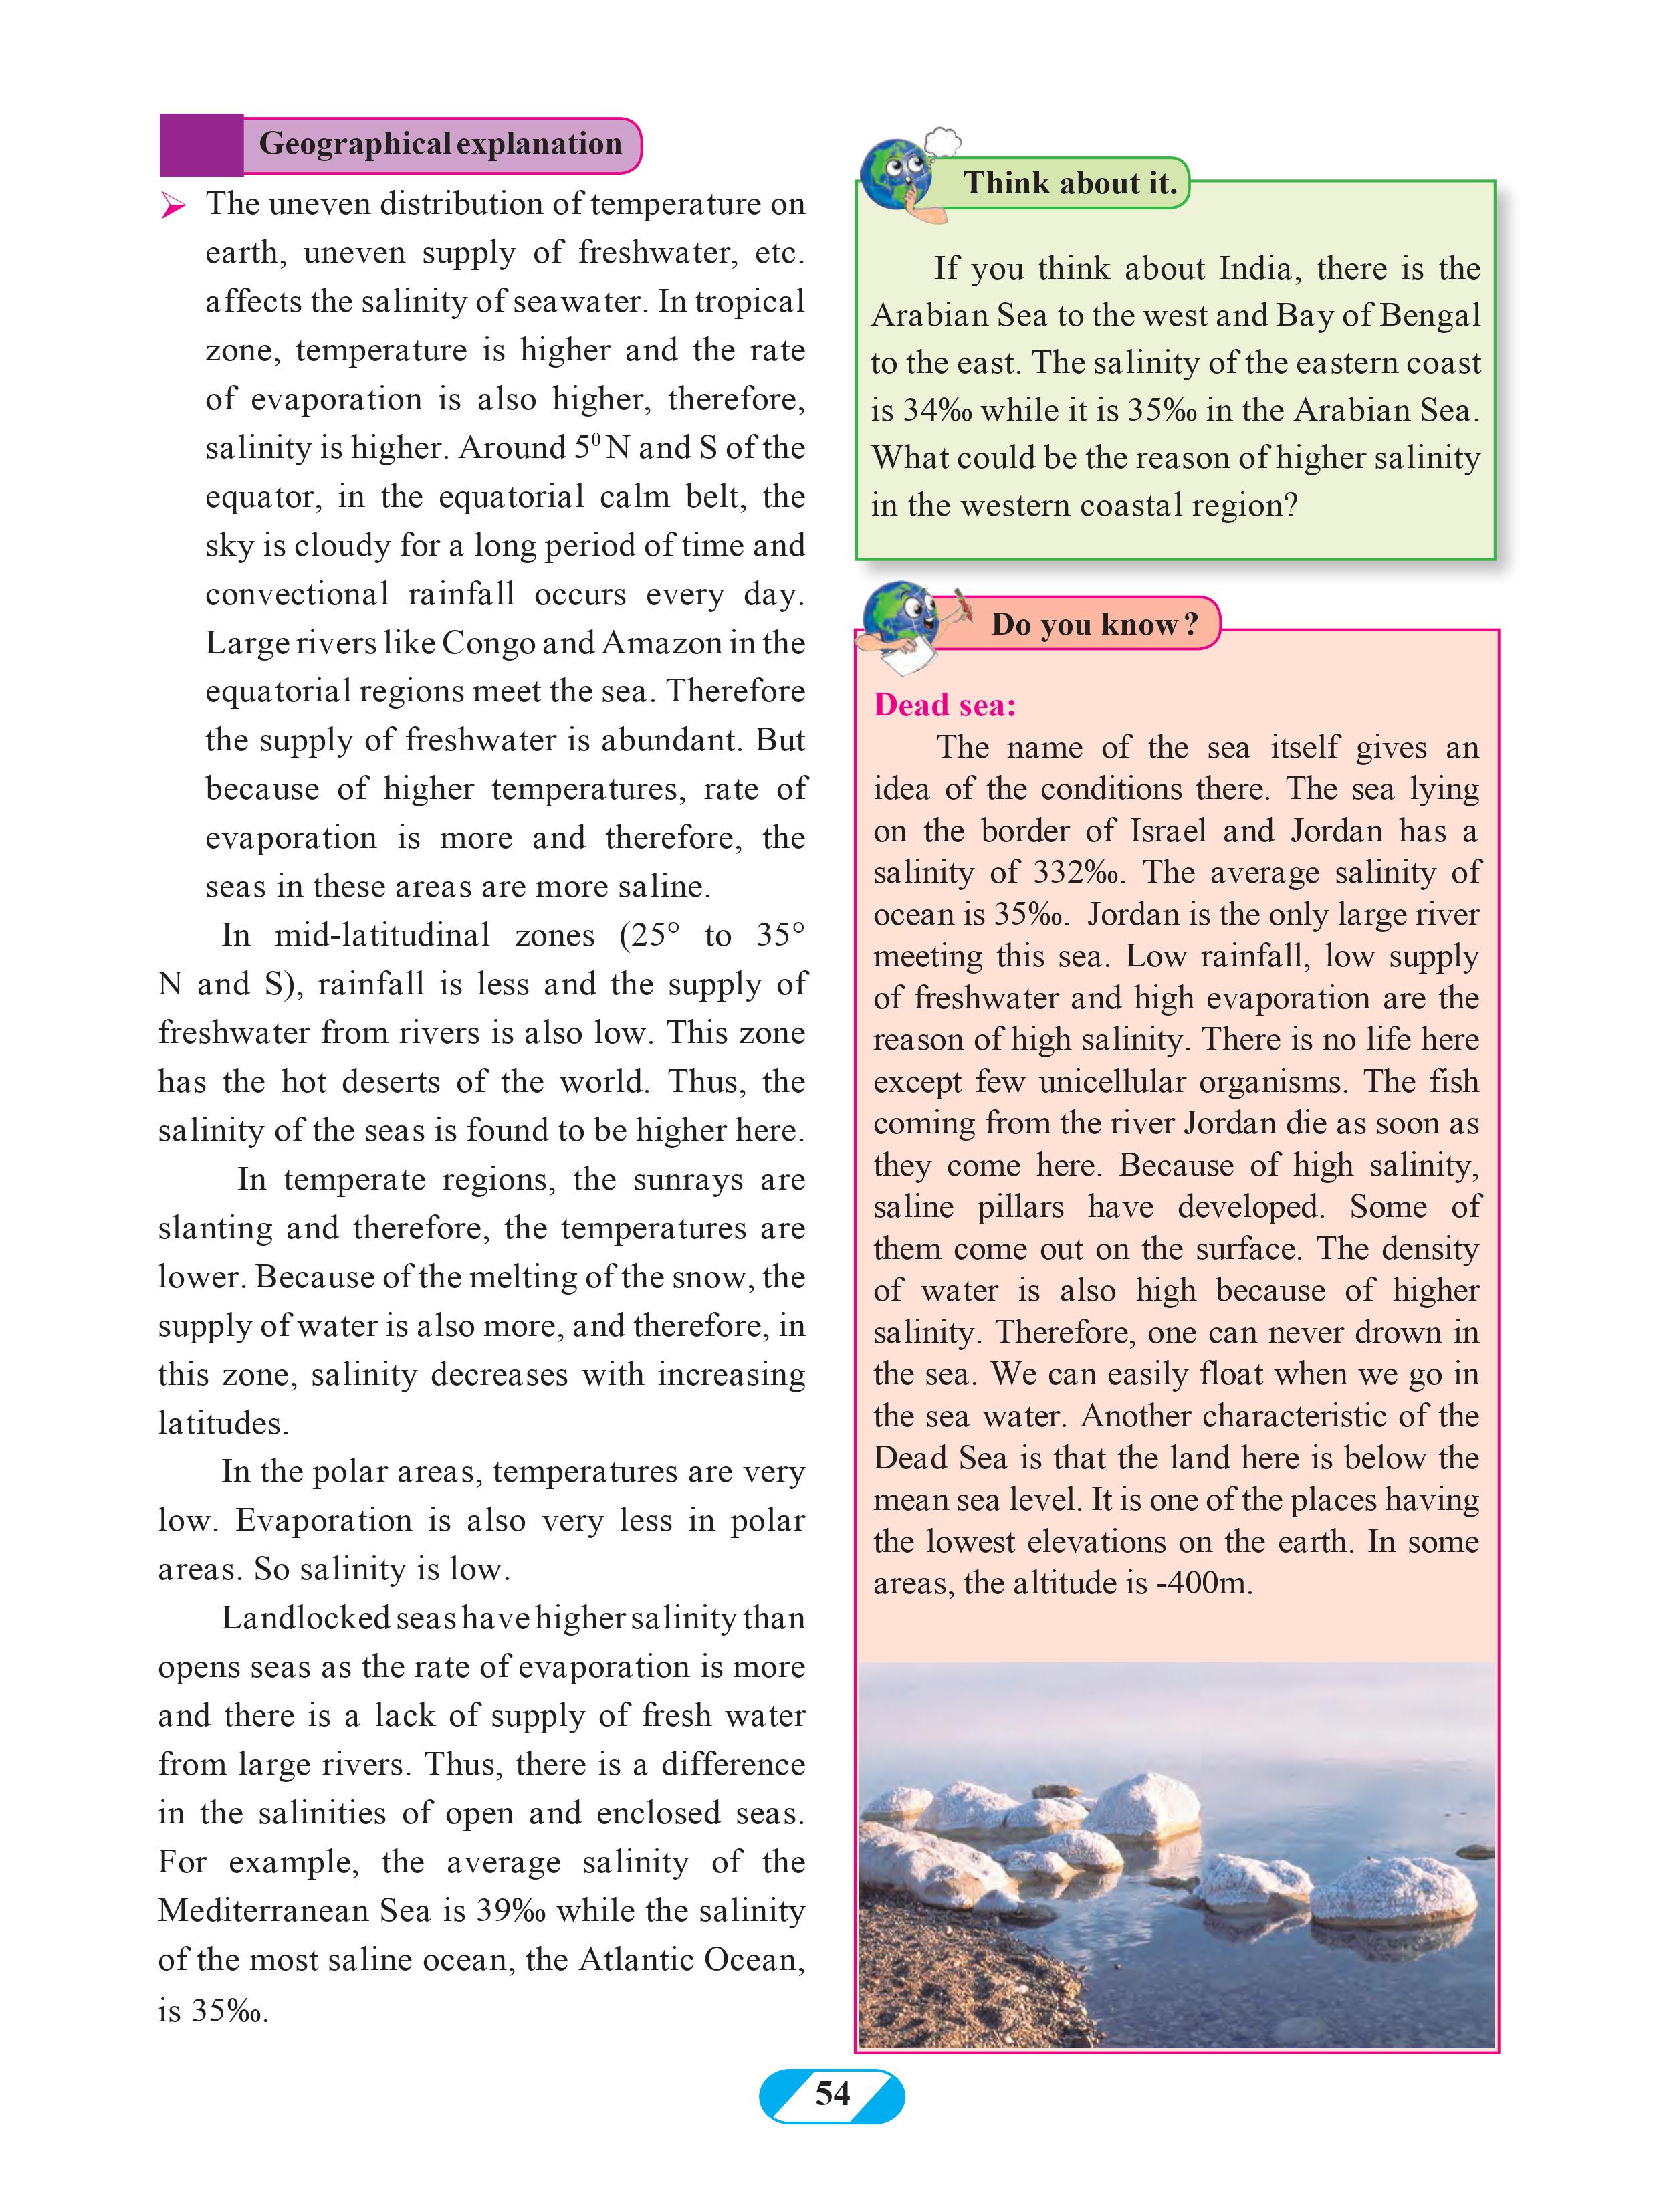 Geographical explanation
➢ The uneven distribution of temperature on
earth, uneven supply of freshwater, etc.
affects the salinity of seawater. In tropical
zone, temperature is higher and the rate
of evaporation is also higher, therefore,
salinity is higher. Around 5⁰ N and S of the
equator, in the equatorial calm belt, the
sky is cloudy for a long period of time and
convectional rainfall occurs every day.
Large rivers like Congo and Amazon in the
equatorial regions meet the sea. Therefore
the supply of freshwater is abundant. But
because of higher temperatures, rate of
evaporation is more and therefore, the
seas in these areas are more saline.
In mid-latitudinal zones (25° to 35°
N and S), rainfall is less and the supply of
freshwater from rivers is also low. This zone
has the hot deserts of the world. Thus, the
salinity of the seas is found to be higher here.
In temperate regions, the sunrays are
slanting and therefore, the temperatures are
lower. Because of the melting of the snow, the
supply of water is also more, and therefore, in
this zone, salinity decreases with increasing
latitudes.
In the polar areas, temperatures are very
low. Evaporation is also very less in polar
areas. So salinity is low.
Landlocked seas have higher salinity than
opens seas as the rate of evaporation is more
and there is a lack of supply of fresh water
from large rivers. Thus, there is a difference
in the salinities of open and enclosed seas.
For example, the average salinity of the
Mediterranean Sea is 39‰ while the salinity
of the most saline ocean, the Atlantic Ocean,
is 35‰.
Think about it.
If you think about India, there is the
Arabian Sea to the west and Bay of Bengal
to the east. The salinity of the eastern coast
is 34‰ while it is 35‰ in the Arabian Sea.
What could be the reason of higher salinity
in the western coastal region?
Do you know?
Dead sea:
The name of the sea itself gives an
idea of the conditions there. The sea lying
on the border of Israel and Jordan has a
salinity of 332‰. The average salinity of
ocean is 35‰. Jordan is the only large river
meeting this sea. Low rainfall, low supply
of freshwater and high evaporation are the
reason of high salinity. There is no life here
except few unicellular organisms. The fish
coming from the river Jordan die as soon as
they come here. Because of high salinity,
saline pillars have developed. Some of
them come out on the surface. The density
of water is also high because of higher
salinity. Therefore, one can never drown in
the sea. We can easily float when we go in
the sea water. Another characteristic of the
Dead Sea is that the land here is below the
mean sea level. It is one of the places having
the lowest elevations on the earth. In some
areas, the altitude is -400m.
54